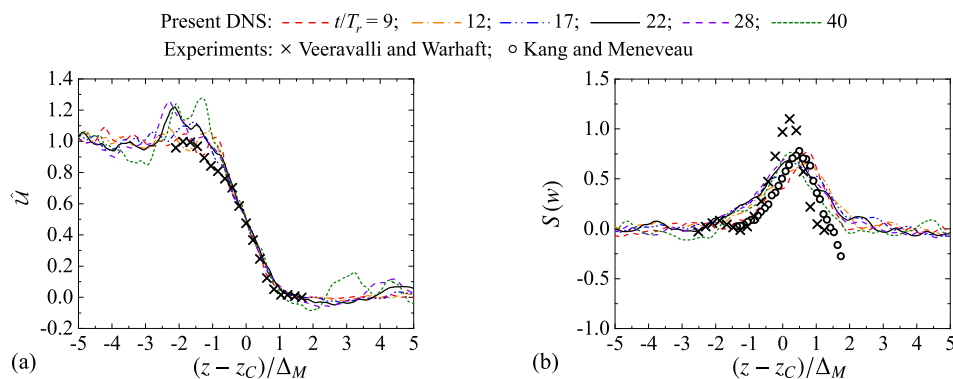 Present DNS: t/T_r = 9; 12; 17; 22; 28; 40
Experiments: × Veeravalli and Warhaft; ○ Kang and Meneveau
1.4
1.2
1.0
0.8
0.6
0.4
0.2
0.0
-0.2
û
-5 -4 -3 -2 -1 0 1 2 3 4 5
(z − z_C)/Δ_M
(a)
1.5
1.0
0.5
0.0
-0.5
-1.0
S(w)
-5 -4 -3 -2 -1 0 1 2 3 4 5
(z − z_C)/Δ_M
(b)